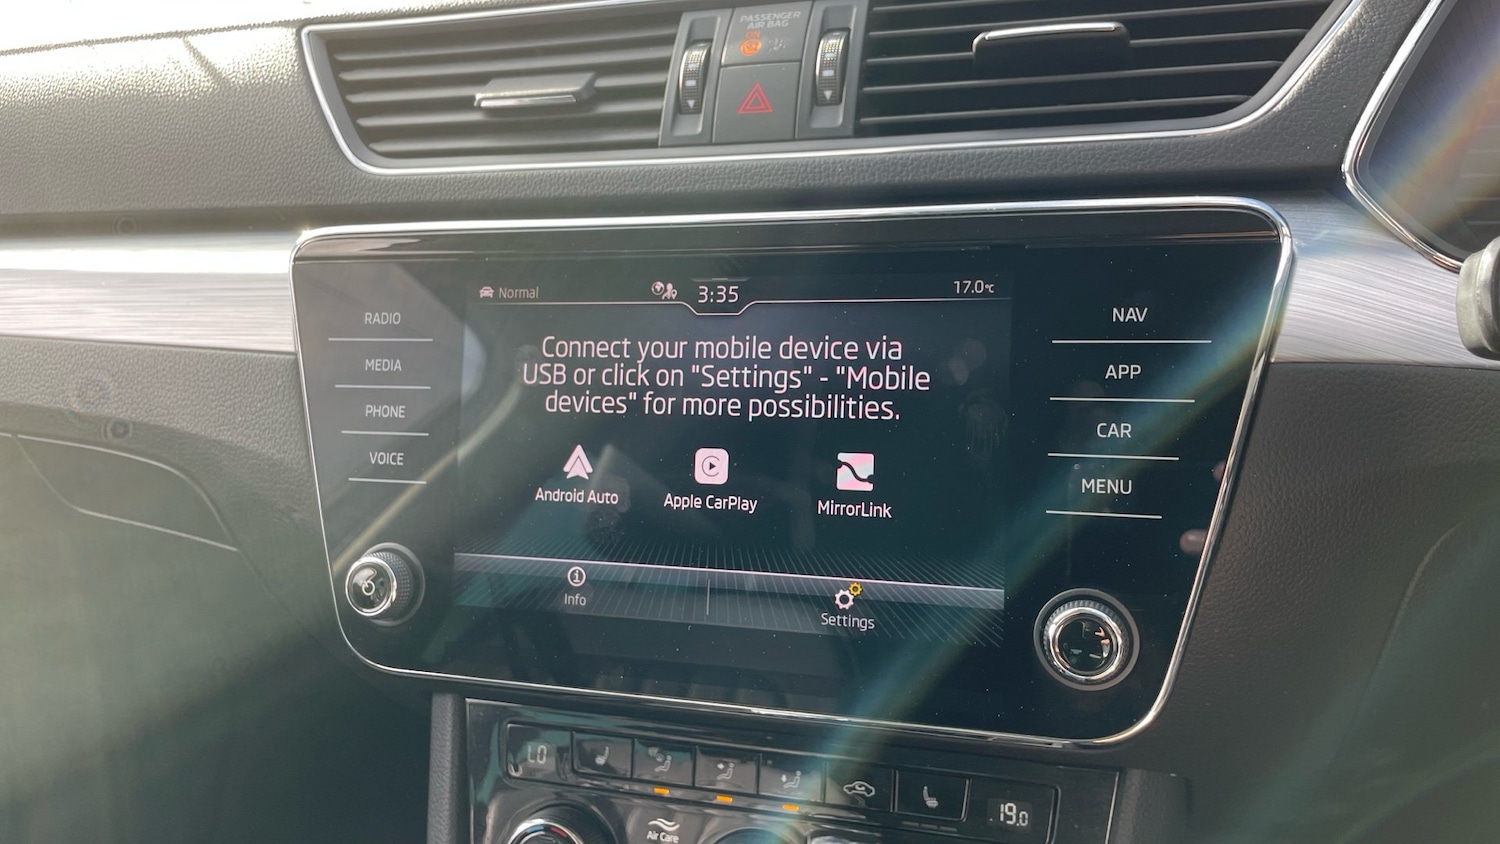 PASSENGER
AIR BAG
ON
Normal
3:35
17.0°C
RADIO
MEDIA
PHONE
VOICE
Connect your mobile device via
USB or click on "Settings" - "Mobile
devices" for more possibilities.
Android Auto
Apple CarPlay
MirrorLink
Info
Settings
NAV
APP
CAR
MENU
LO
19.0
Air Care